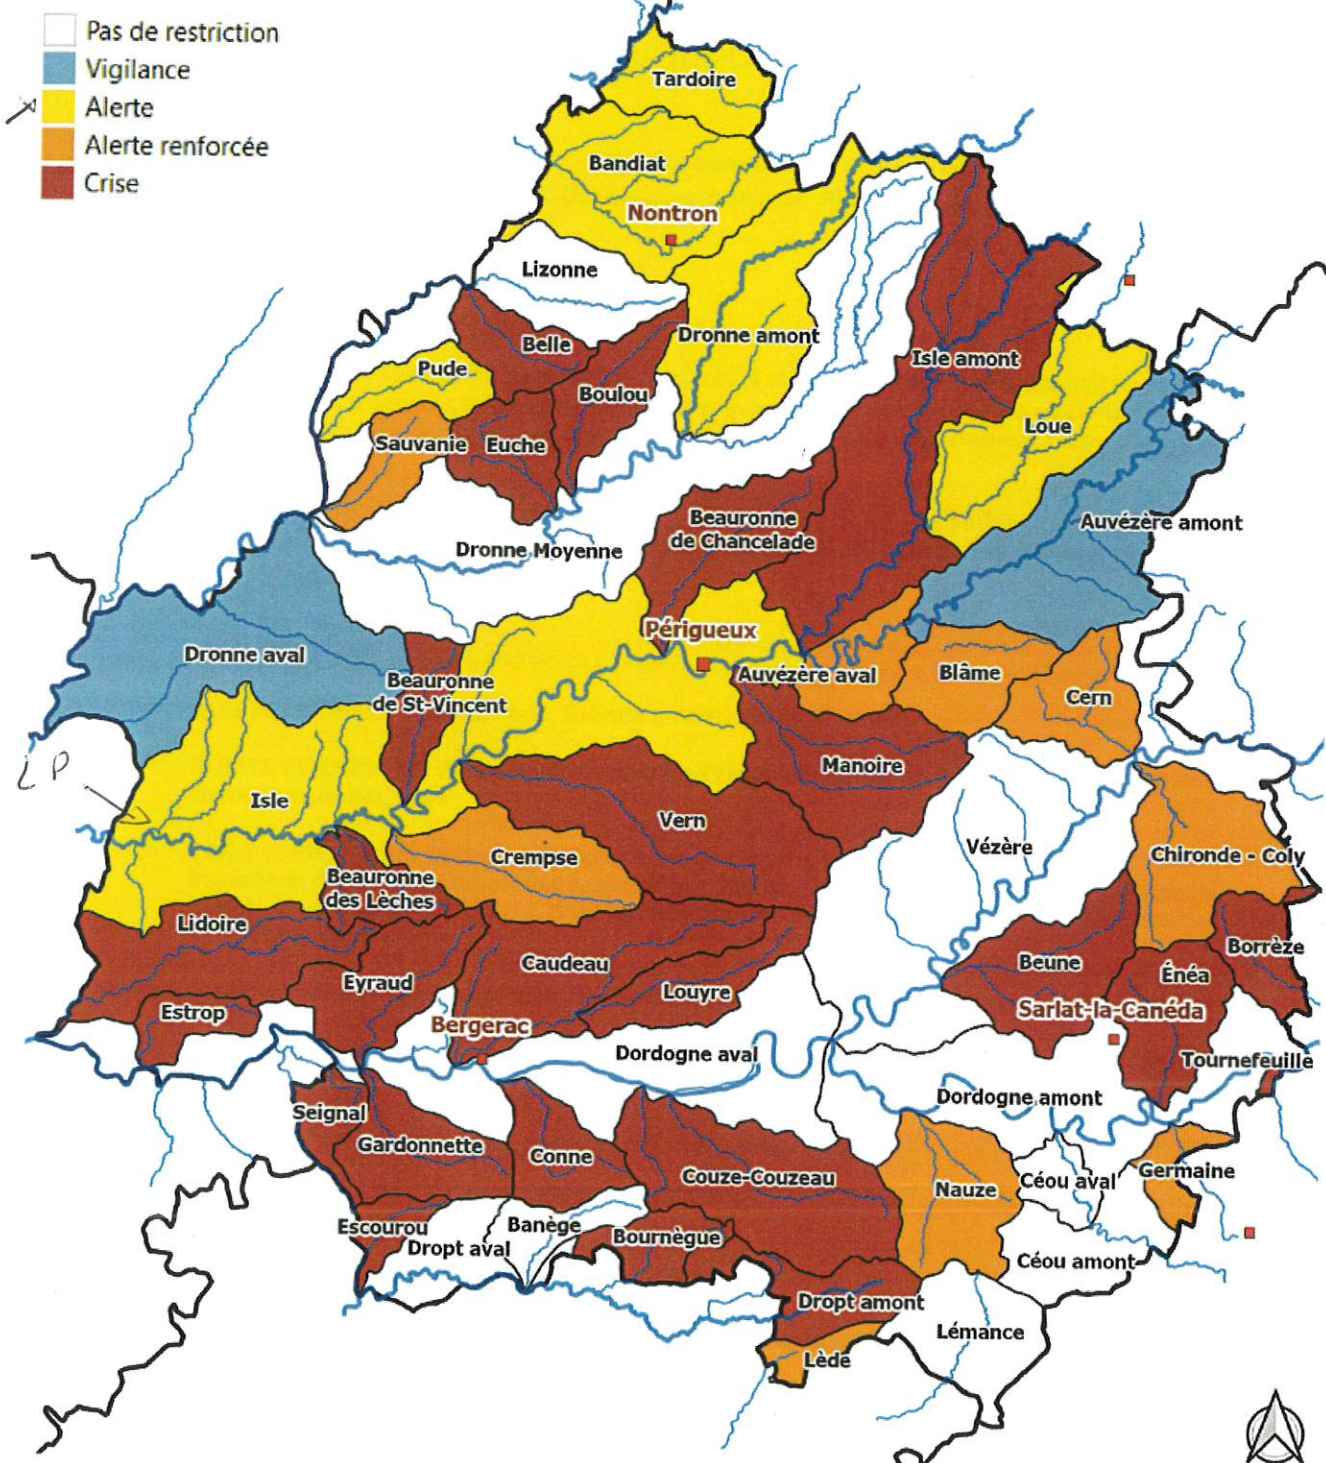 Pas de restriction
Vigilance
Alerte
Alerte renforcée
Crise
Tardoire
Bandiat
Nontron
Lizonne
Dronne amont
Belle
Isle amont
Pude
Boulou
Loue
Sauvanie
Euche
Beauronne
de Chancelade
Auvézère amont
Dronne Moyenne
Périgueux
Dronne aval
Beauronne
de St-Vincent
Auvézère aval
Blâme
Cern
LP
Manoire
Isle
Vern
Crempse
Vézère
Chironde - Coly
Beauronne
des Lèches
Lidoire
Borrèze
Caudeau
Beune
Énéa
Eyraud
Louyre
Estrop
Sarlat-la-Canéda
Bergerac
Dordogne aval
Tournefeuille
Dordogne amont
Seignal
Gardonnette
Conne
Couze-Couzeau
Nauze
Céou aval
Germaine
Escourou
Banège
Bournègue
Dropt aval
Céou amont
Dropt amont
Lémance
Lède